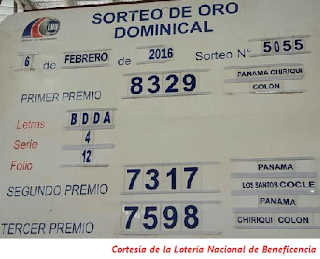 SORTEO DE ORO
DOMINICAL
6 de FEBRERO de 2016 Sorteo N° 5055
PRIMER PREMIO 8329 PANAMA CHIRIQUI
COLON
Letras BDDA
Serie 4
Folio 12
SEGUNDO PREMIO 7317 PANAMA
LOS SANTOS COCLE
TERCER PREMIO 7598 PANAMA
CHIRIQUI COLON
Cortesía de la Lotería Nacional de Beneficencia